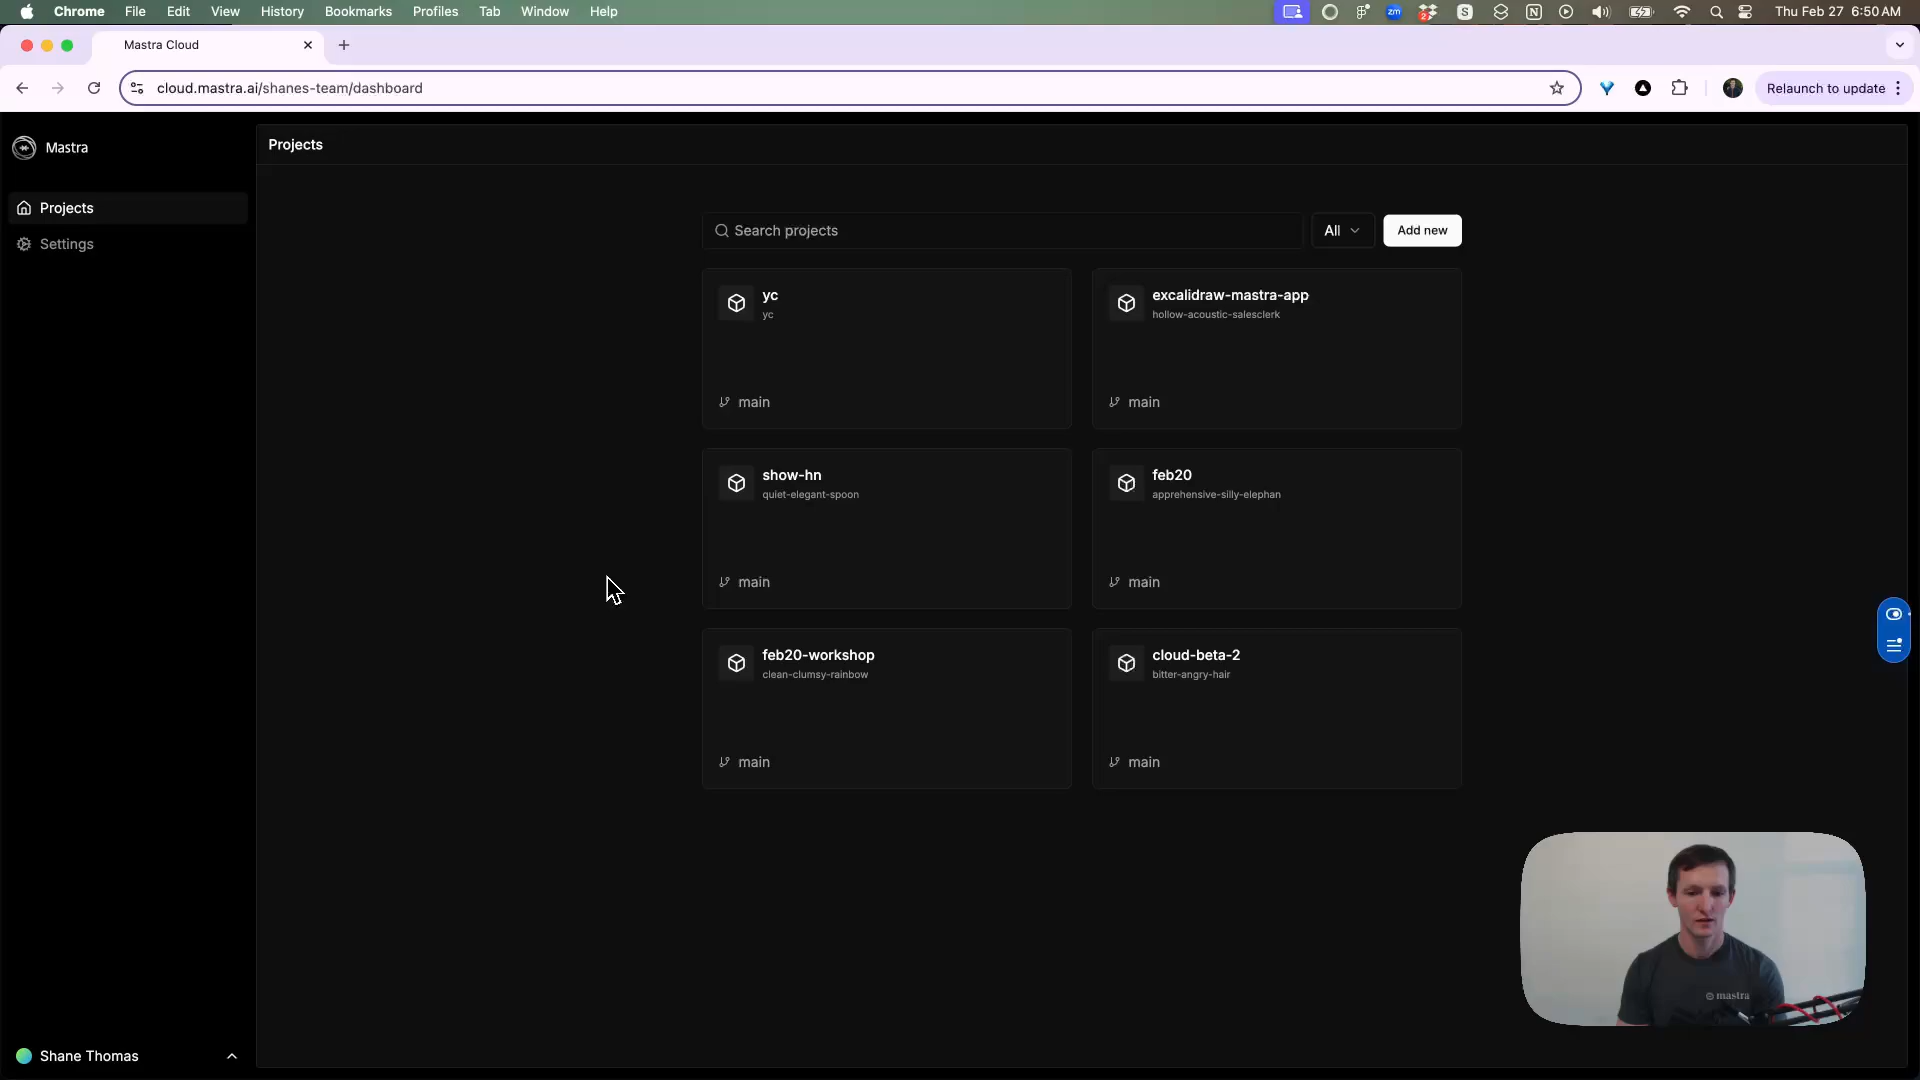 Chrome File Edit View History Bookmarks Profiles Tab Window Help
zm
2
S
N
Thu Feb 27 6:50 AM
Mastra Cloud
cloud.mastra.ai/shanes-team/dashboard
Relaunch to update
Mastra
Projects
Projects
Settings
Search projects
All
Add new
yc
yc
main
excalidraw-mastra-app
hollow-acoustic-salesclerk
main
show-hn
quiet-elegant-spoon
main
feb20
apprehensive-silly-elephan
main
feb20-workshop
clean-clumsy-rainbow
main
cloud-beta-2
bitter-angry-hair
main
mastra
Shane Thomas